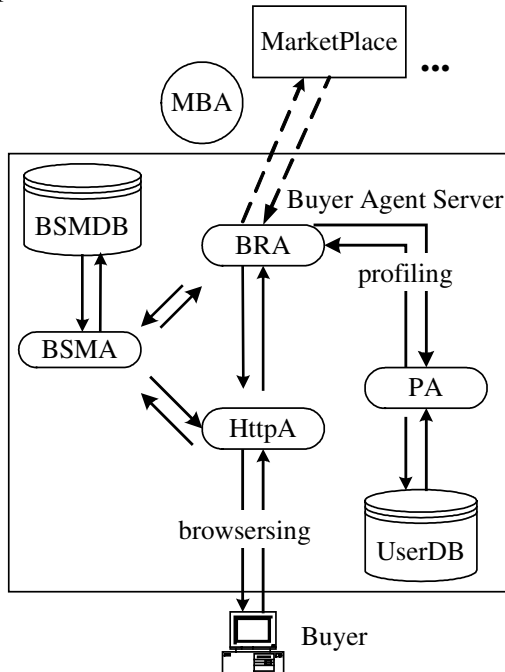 MarketPlace
...
MBA
Buyer Agent Server
BSMDB
BRA
profiling
BSMA
PA
HttpA
browsersing
UserDB
Buyer